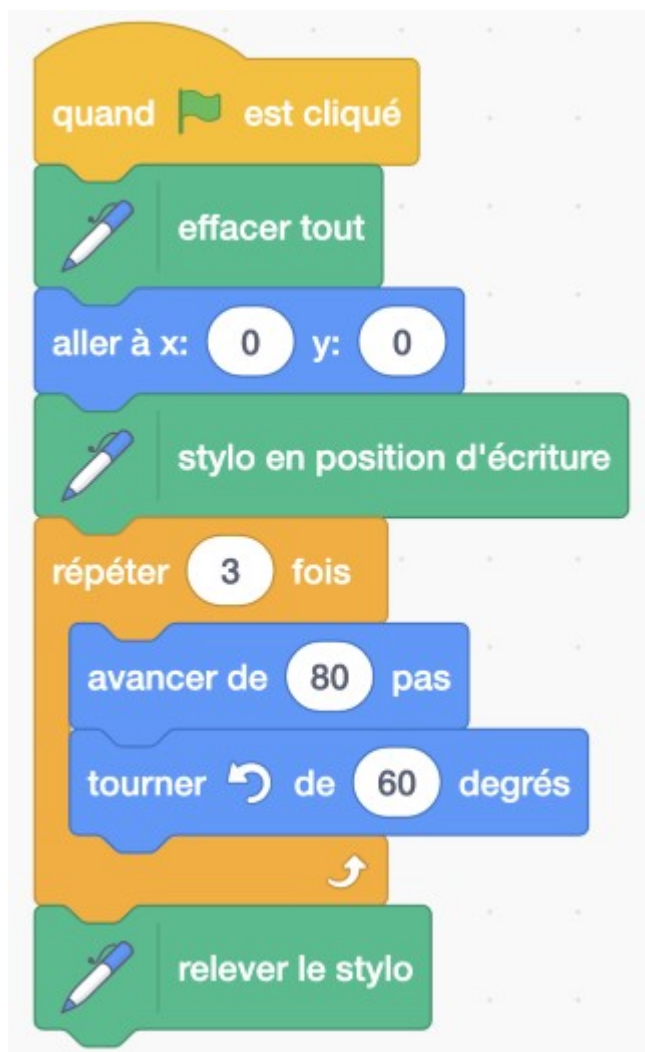 quand est cliqué
effacer tout
aller à x: 0 y: 0
stylo en position d'écriture
répéter 3 fois
avancer de 80 pas
tourner de 60 degrés
relever le stylo